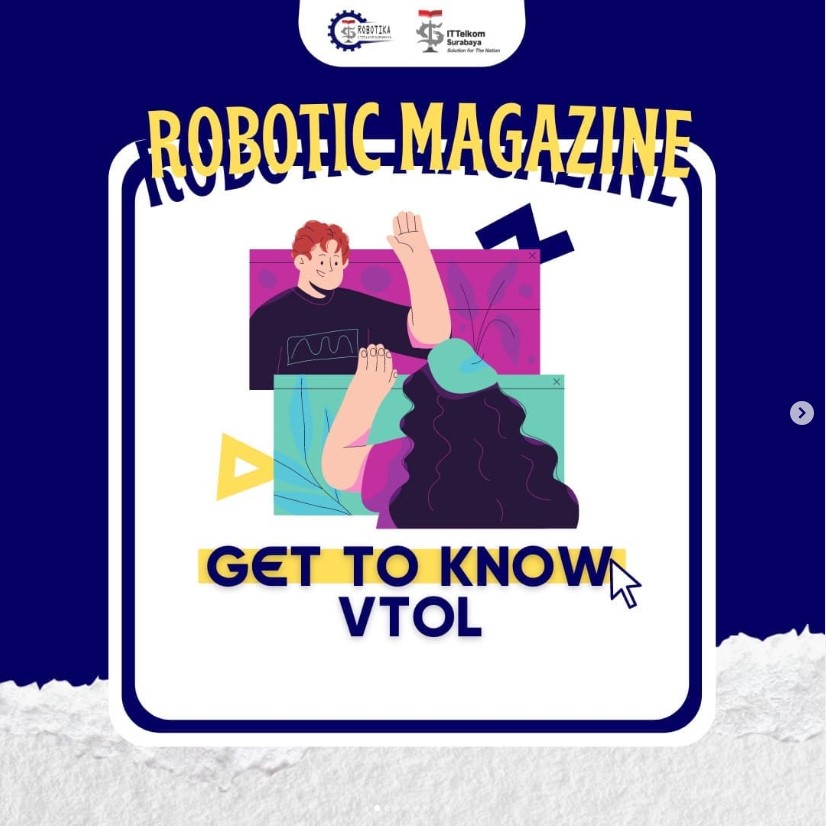 ROBOTIKA
ITTelkom
Surabaya
Solution for The Nation
ROBOTIC MAGAZINE
GET TO KNOW
VTOL